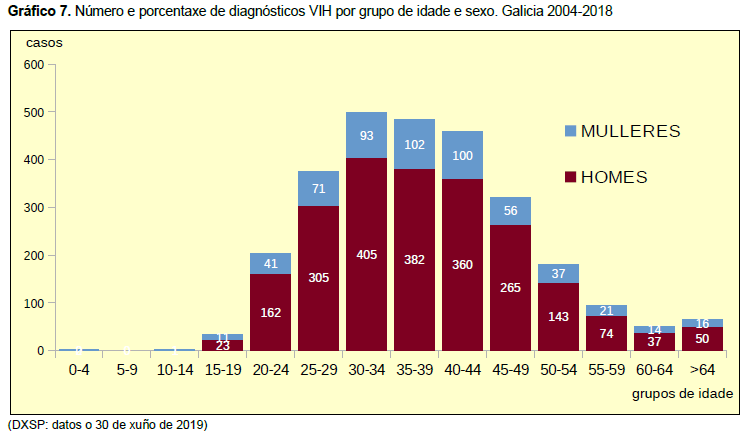 Gráfico 7. Número e porcentaxe de diagnósticos VIH por grupo de idade e sexo. Galicia 2004-2018
casos
600
500
400
300
200
100
0
MULLERES
HOMES
41 71 93 102 100 56 37 21 14 16
11
23 162 305 405 382 360 265 143 74 37 50
0-4 5-9 10-14 15-19 20-24 25-29 30-34 35-39 40-44 45-49 50-54 55-59 60-64 >64
grupos de idade
(DXSP: datos o 30 de xuño de 2019)